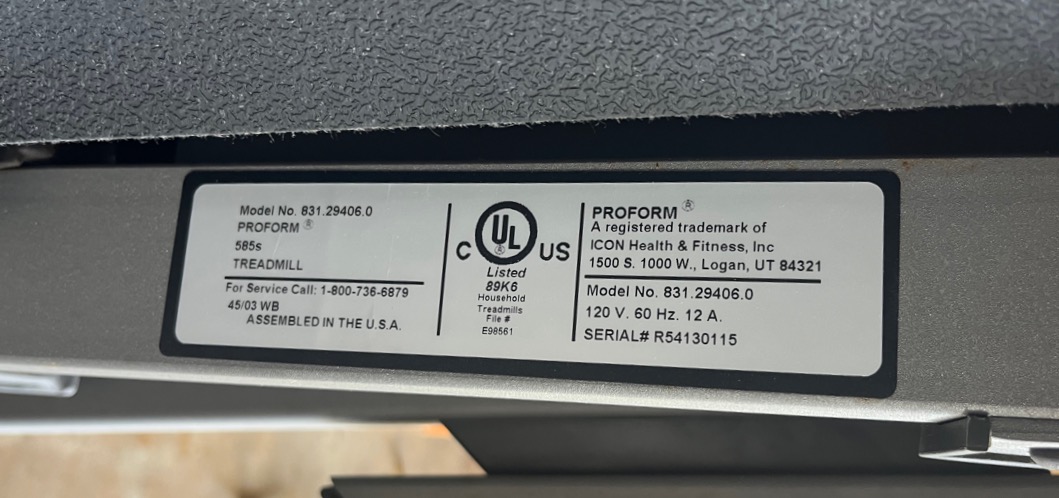 Model No. 831.29406.0
PROFORM ®
585s
TREADMILL
For Service Call: 1-800-736-6879
45/03 WB
ASSEMBLED IN THE U.S.A.
C UL ® US
Listed
89K6
Household
Treadmills
File #
E98561
PROFORM ®
A registered trademark of
ICON Health & Fitness, Inc
1500 S. 1000 W., Logan, UT 84321
Model No. 831.29406.0
120 V. 60 Hz. 12 A.
SERIAL# R54130115